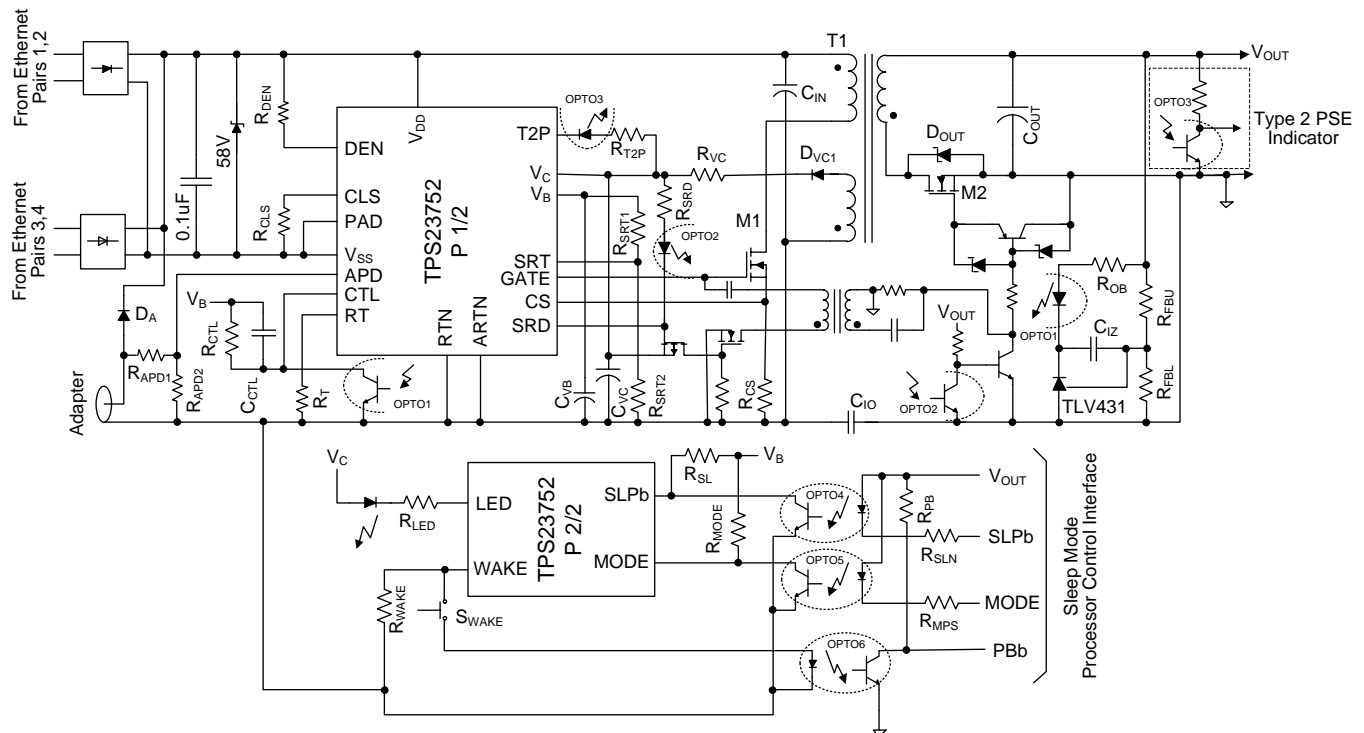 From Ethernet
Pairs 1,2
From Ethernet
Pairs 3,4
0.1uF
58V
RDEN
RCLS
DEN
CLS
PAD
VSS
APD
CTL
RT
VDD
TPS23752
P 1/2
RTN
ARTN
T2P
VC
VB
SRT
GATE
CS
SRD
OPTO3
RT2P
RVC
DVC1
RSRT1
RSRD
OPTO2
M1
CIN
T1
COUT
DOUT
M2
VOUT
OPTO3
Type 2 PSE
Indicator
DA
VB
RCTL
CCTL
RAPD1
RAPD2
RT
OPTO1
Adapter
CVB
CVC
RSRT2
RCS
CIO
VOUT
OPTO2
OPTO1
ROB
CIZ
RFBU
RFBL
TLV431
VC
RLED
LED
WAKE
TPS23752
P 2/2
SLPb
MODE
RSL
VB
RMODE
RWAKE
SWAKE
OPTO4
OPTO5
OPTO6
RPB
RSLN
RMPS
VOUT
SLPb
MODE
PBb
Sleep Mode
Processor Control Interface